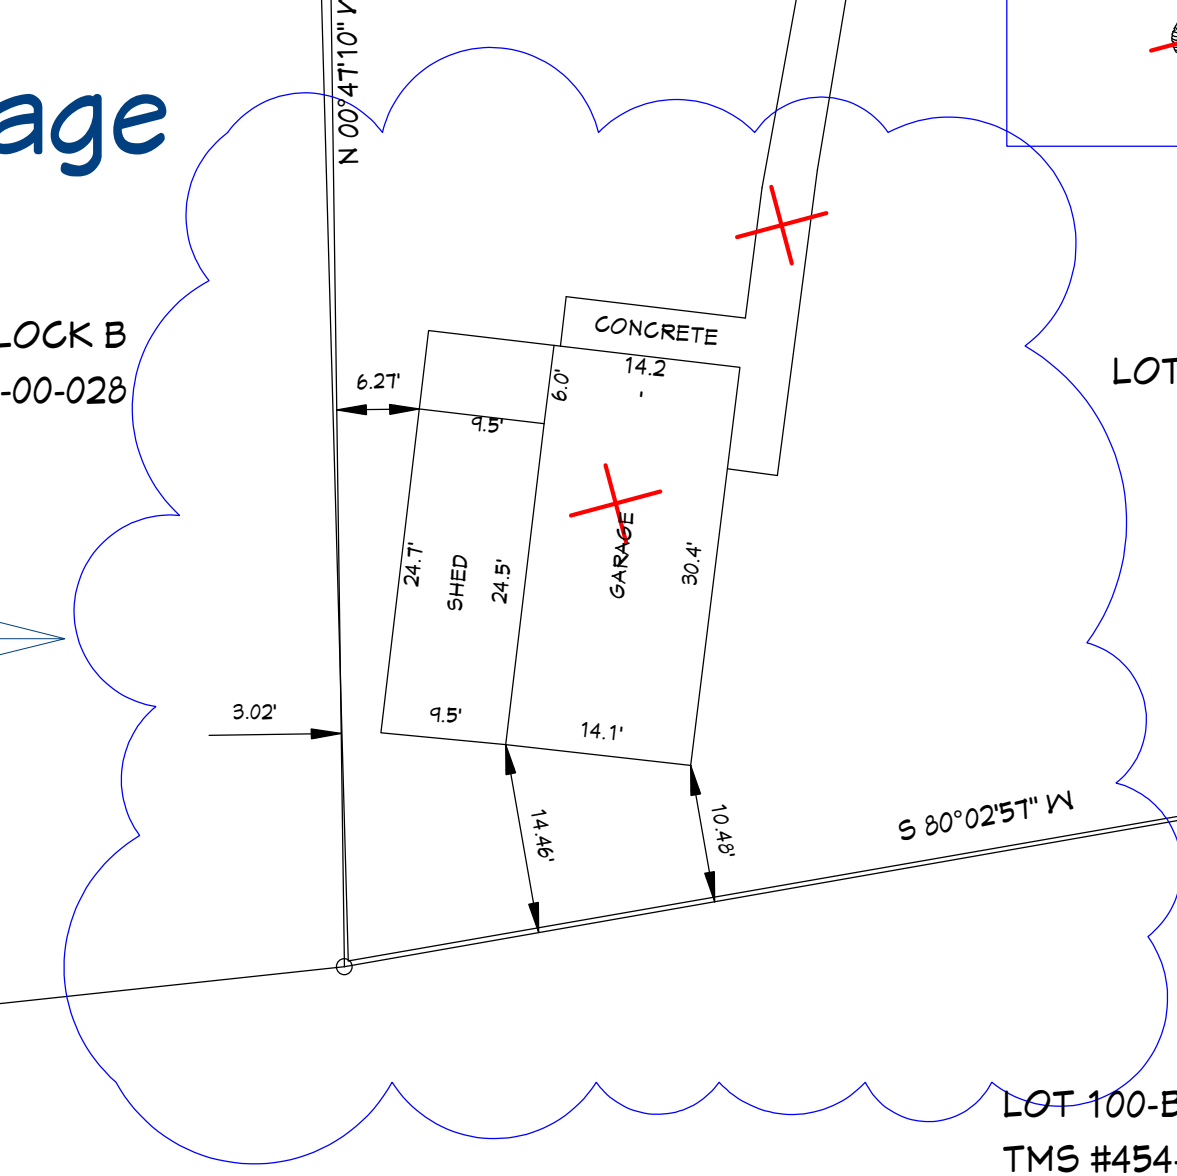 N 00°47'10" W
age
LOCK B
-00-028
CONCRETE
14.2
'
6.0'
6.27'
9.5'
LOT
24.7'
SHED
24.5'
GARAGE
30.4'
3.02'
9.5'
14.1'
14.46'
10.48'
S 80°02'57" W
LOT 100-B
TMS #454-